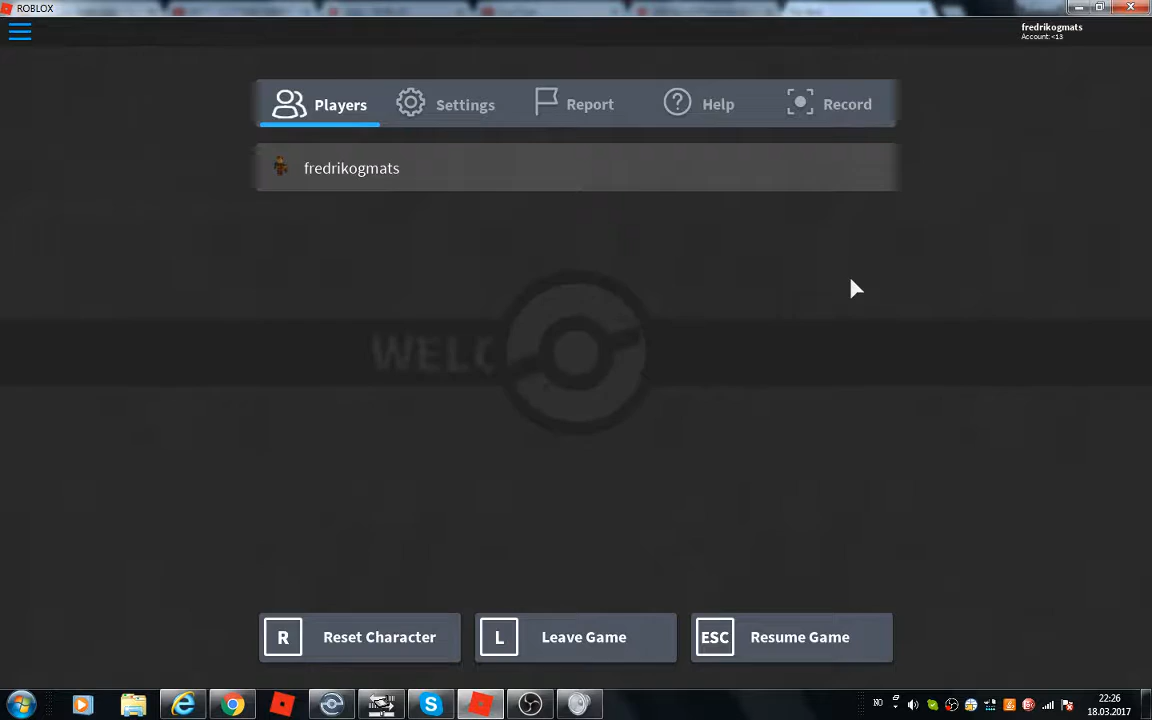 ROBLOX
fredrikogmats
Account: <13
Players
Settings
Report
Help
Record
fredrikogmats
WELC
R
Reset Character
L
Leave Game
ESC
Resume Game
NO
22:26
18.03.2017